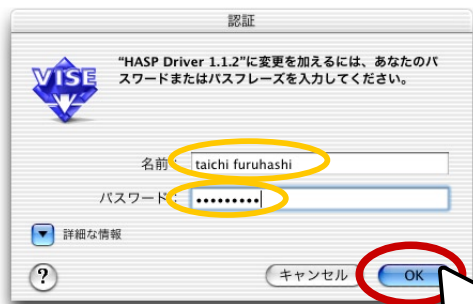 認証
VISE
"HASP Driver 1.1.2"に変更を加えるには、あなたのパ
スワードまたはパスフレーズを入力してください。
名前： taichi furuhashi
パスワード： •••••••••
詳細な情報
? キャンセル OK